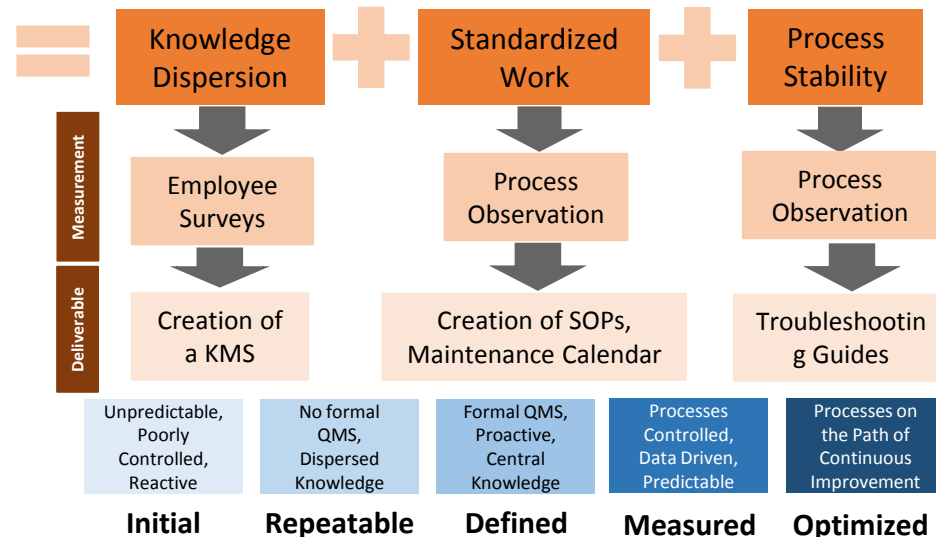 Knowledge
Dispersion
Standardized
Work
Process
Stability
Measurement
Employee
Surveys
Process
Observation
Process
Observation
Deliverable
Creation of
a KMS
Creation of SOPs,
Maintenance Calendar
Troubleshootin
g Guides
Unpredictable,
Poorly
Controlled,
Reactive
No formal
QMS,
Dispersed
Knowledge
Formal QMS,
Proactive,
Central
Knowledge
Processes
Controlled,
Data Driven,
Predictable
Processes on
the Path of
Continuous
Improvement
Initial
Repeatable
Defined
Measured
Optimized